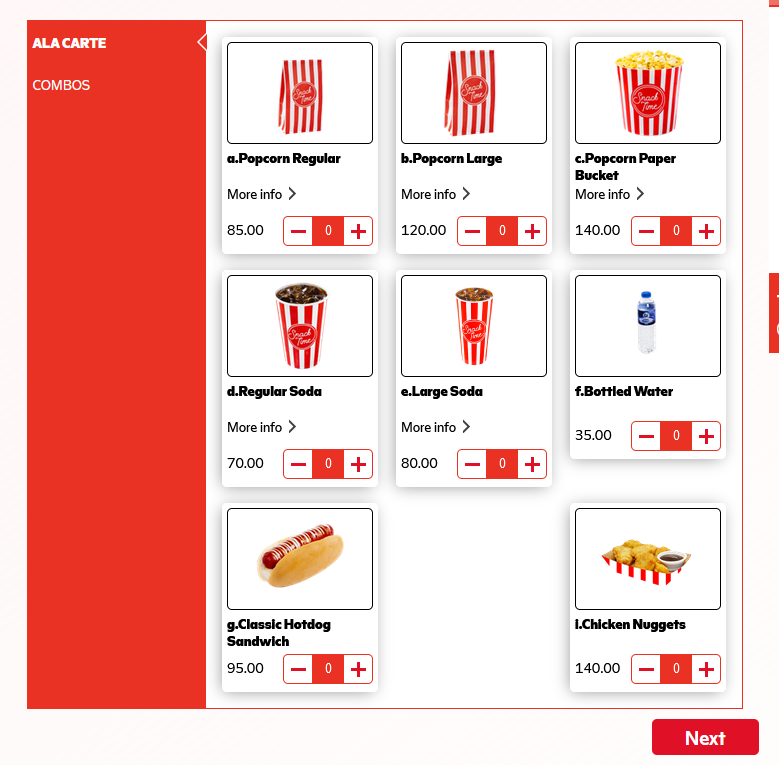 ALA CARTE
COMBOS
Snack Time
a.Popcorn Regular
More info
85.00
0
Snack Time
b.Popcorn Large
More info
120.00
0
Snack Time
c.Popcorn Paper
Bucket
More info
140.00
0
Snack Time
d.Regular Soda
More info
70.00
0
Snack Time
e.Large Soda
More info
80.00
0
f.Bottled Water
35.00
0
g.Classic Hotdog
Sandwich
95.00
0
i.Chicken Nuggets
140.00
0
Next